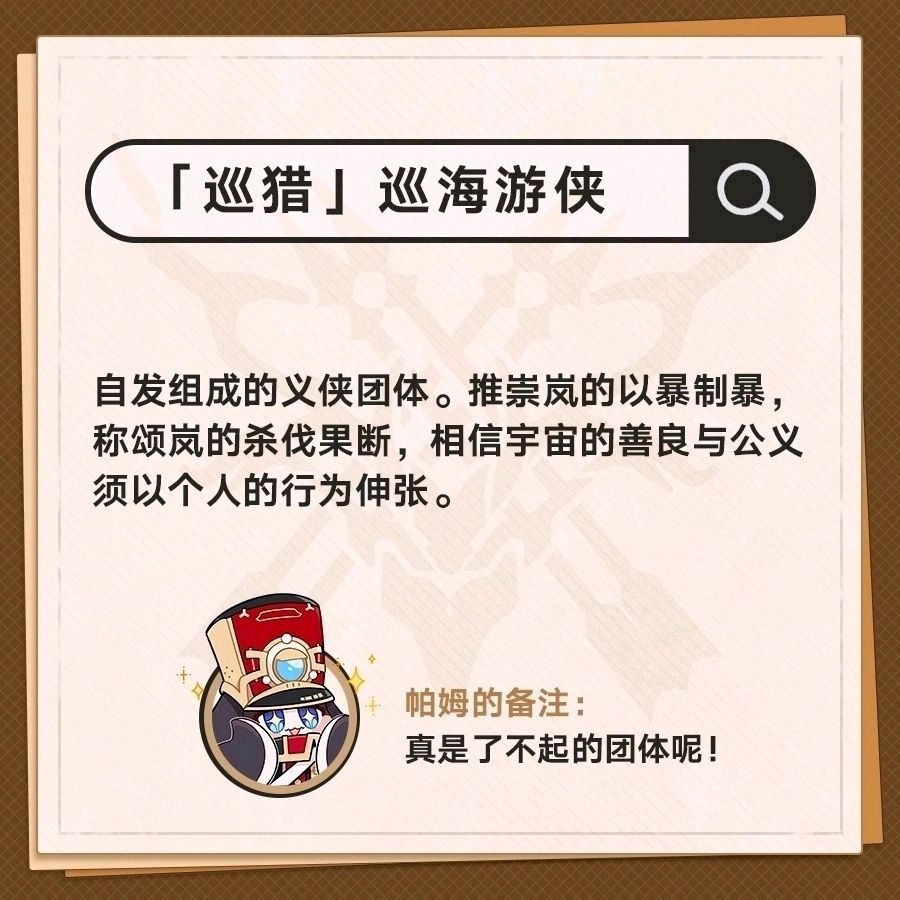 「巡猎」巡海游侠
自发组成的义侠团体。推崇岚的以暴制暴，
称颂岚的杀伐果断，相信宇宙的善良与公义
须以个人的行为伸张。
帕姆的备注：
真是了不起的团体呢！